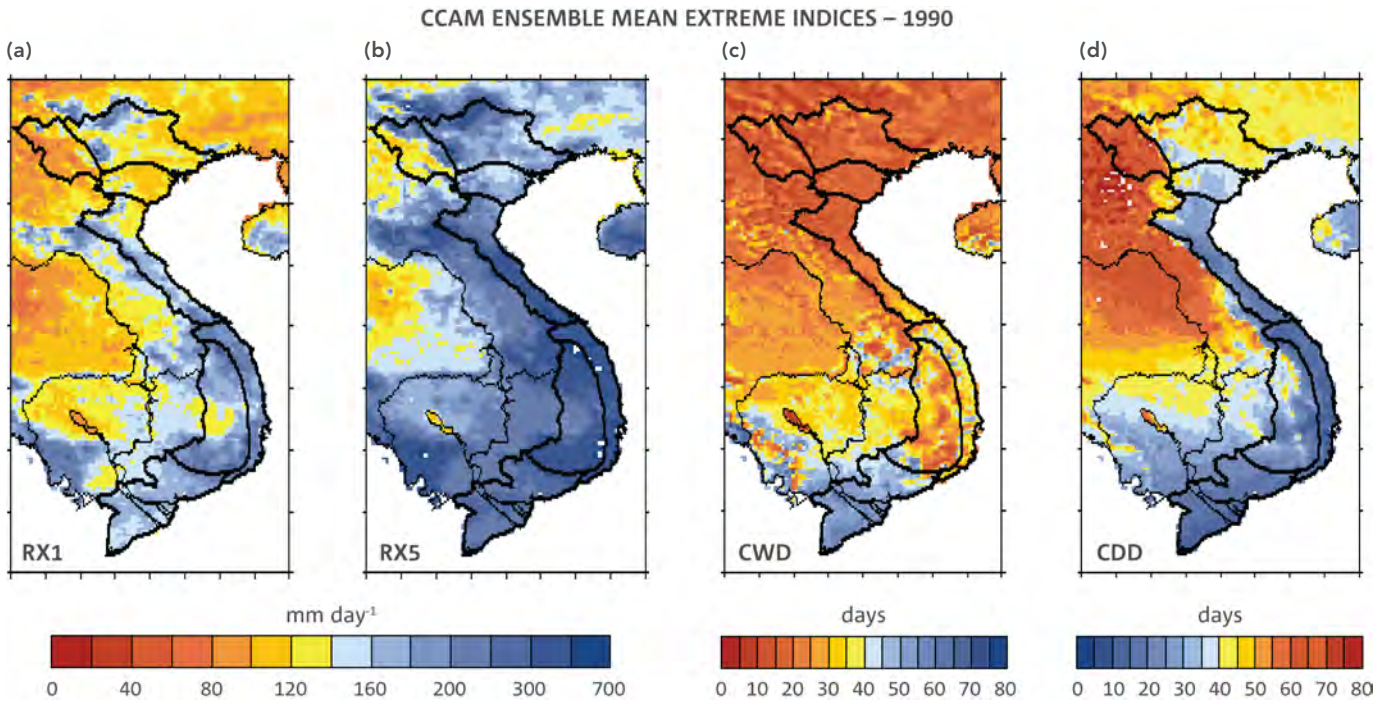 CCAM ENSEMBLE MEAN EXTREME INDICES – 1990
(a) (b) (c) (d)
RX1 RX5 CWD CDD
mm day-1 days days
0 40 80 120 160 200 300 700 0 10 20 30 40 50 60 70 80 0 10 20 30 40 50 60 70 80